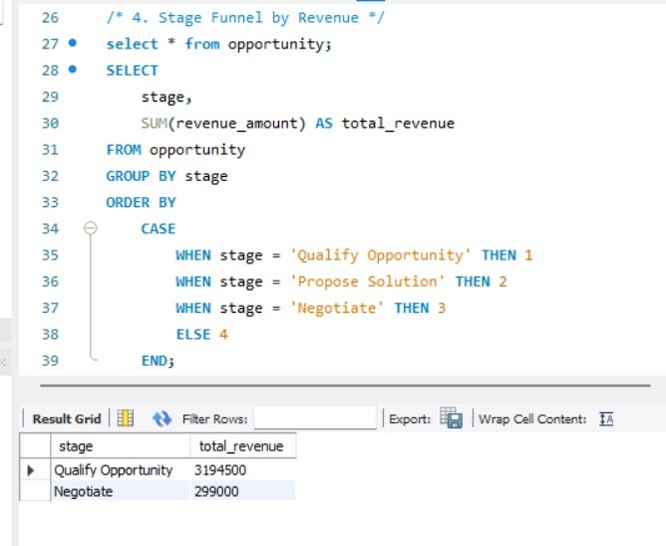 26 /* 4. Stage Funnel by Revenue */
27 select * from opportunity;
28 SELECT
29 stage,
30 SUM(revenue_amount) AS total_revenue
31 FROM opportunity
32 GROUP BY stage
33 ORDER BY
34 CASE
35 WHEN stage = 'Qualify Opportunity' THEN 1
36 WHEN stage = 'Propose Solution' THEN 2
37 WHEN stage = 'Negotiate' THEN 3
38 ELSE 4
39 END;
Result Grid Filter Rows: Export: Wrap Cell Content: IA
stage total_revenue
Qualify Opportunity 3194500
Negotiate 299000